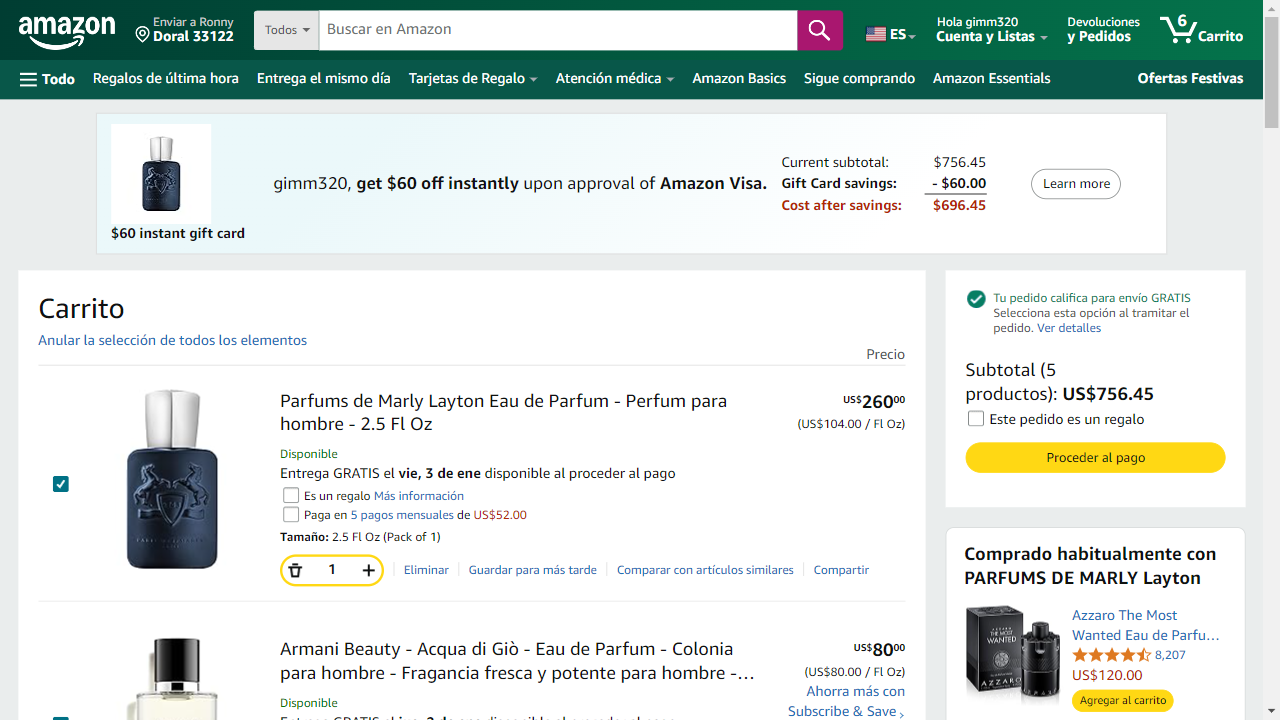 amazon
Enviar a Ronny
Doral 33122
Todos
Buscar en Amazon
ES
Hola gimm320
Cuenta y Listas
Devoluciones
y Pedidos
6
Carrito
Todo
Regalos de última hora
Entrega el mismo día
Tarjetas de Regalo
Atención médica
Amazon Basics
Sigue comprando
Amazon Essentials
Ofertas Festivas
$60 instant gift card
gimm320, get $60 off instantly upon approval of Amazon Visa.
Current subtotal: $756.45
Gift Card savings: - $60.00
Cost after savings: $696.45
Learn more
Carrito
Anular la selección de todos los elementos
Precio
Parfums de Marly Layton Eau de Parfum - Perfum para
hombre - 2.5 Fl Oz
US$26000
(US$104.00 / Fl Oz)
Disponible
Entrega GRATIS el vie, 3 de ene disponible al proceder al pago
Es un regalo Más información
Paga en 5 pagos mensuales de US$52.00
Tamaño: 2.5 Fl Oz (Pack of 1)
1
Eliminar
Guardar para más tarde
Comparar con artículos similares
Compartir
Armani Beauty - Acqua di Giò - Eau de Parfum - Colonia
para hombre - Fragancia fresca y potente para hombre -...
US$8000
(US$80.00 / Fl Oz)
Ahorra más con
Subscribe & Save
Disponible
Tu pedido califica para envío GRATIS
Selecciona esta opción al tramitar el
pedido. Ver detalles
Subtotal (5
productos): US$756.45
Este pedido es un regalo
Proceder al pago
Comprado habitualmente con
PARFUMS DE MARLY Layton
Azzaro The Most
Wanted Eau de Parfu...
8,207
US$120.00
Agregar al carrito